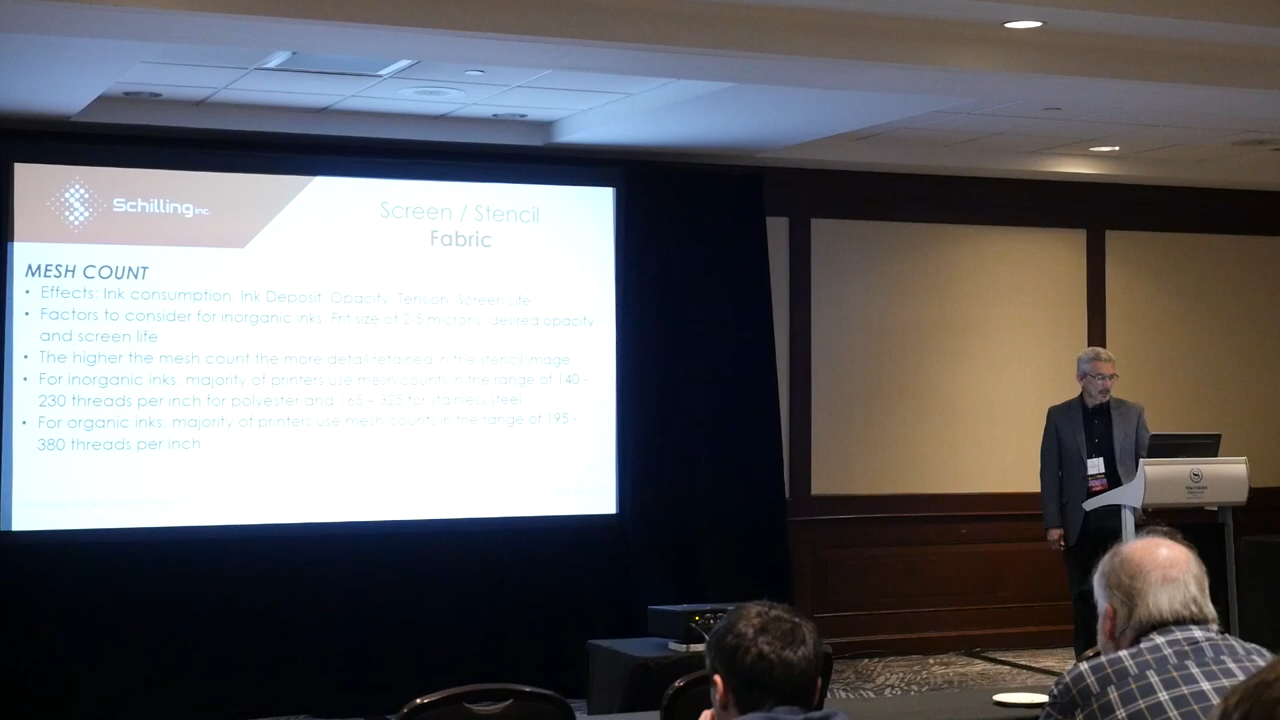 Schilling inc.
Screen / Stencil
Fabric
MESH COUNT
• Effects: Ink consumption, Ink Deposit, Opacity, Tension, Screen Life
• Factors to consider for inorganic inks: Frit size of 2-5 microns, desired opacity
and screen life
• The higher the mesh count the more detail retained in the stencil image
• For inorganic inks, majority of printers use mesh counts in the range of 140 -
230 threads per inch for polyester and 165 – 325 for stainless steel
• For organic inks, majority of printers use mesh counts in the range of 195 -
380 threads per inch